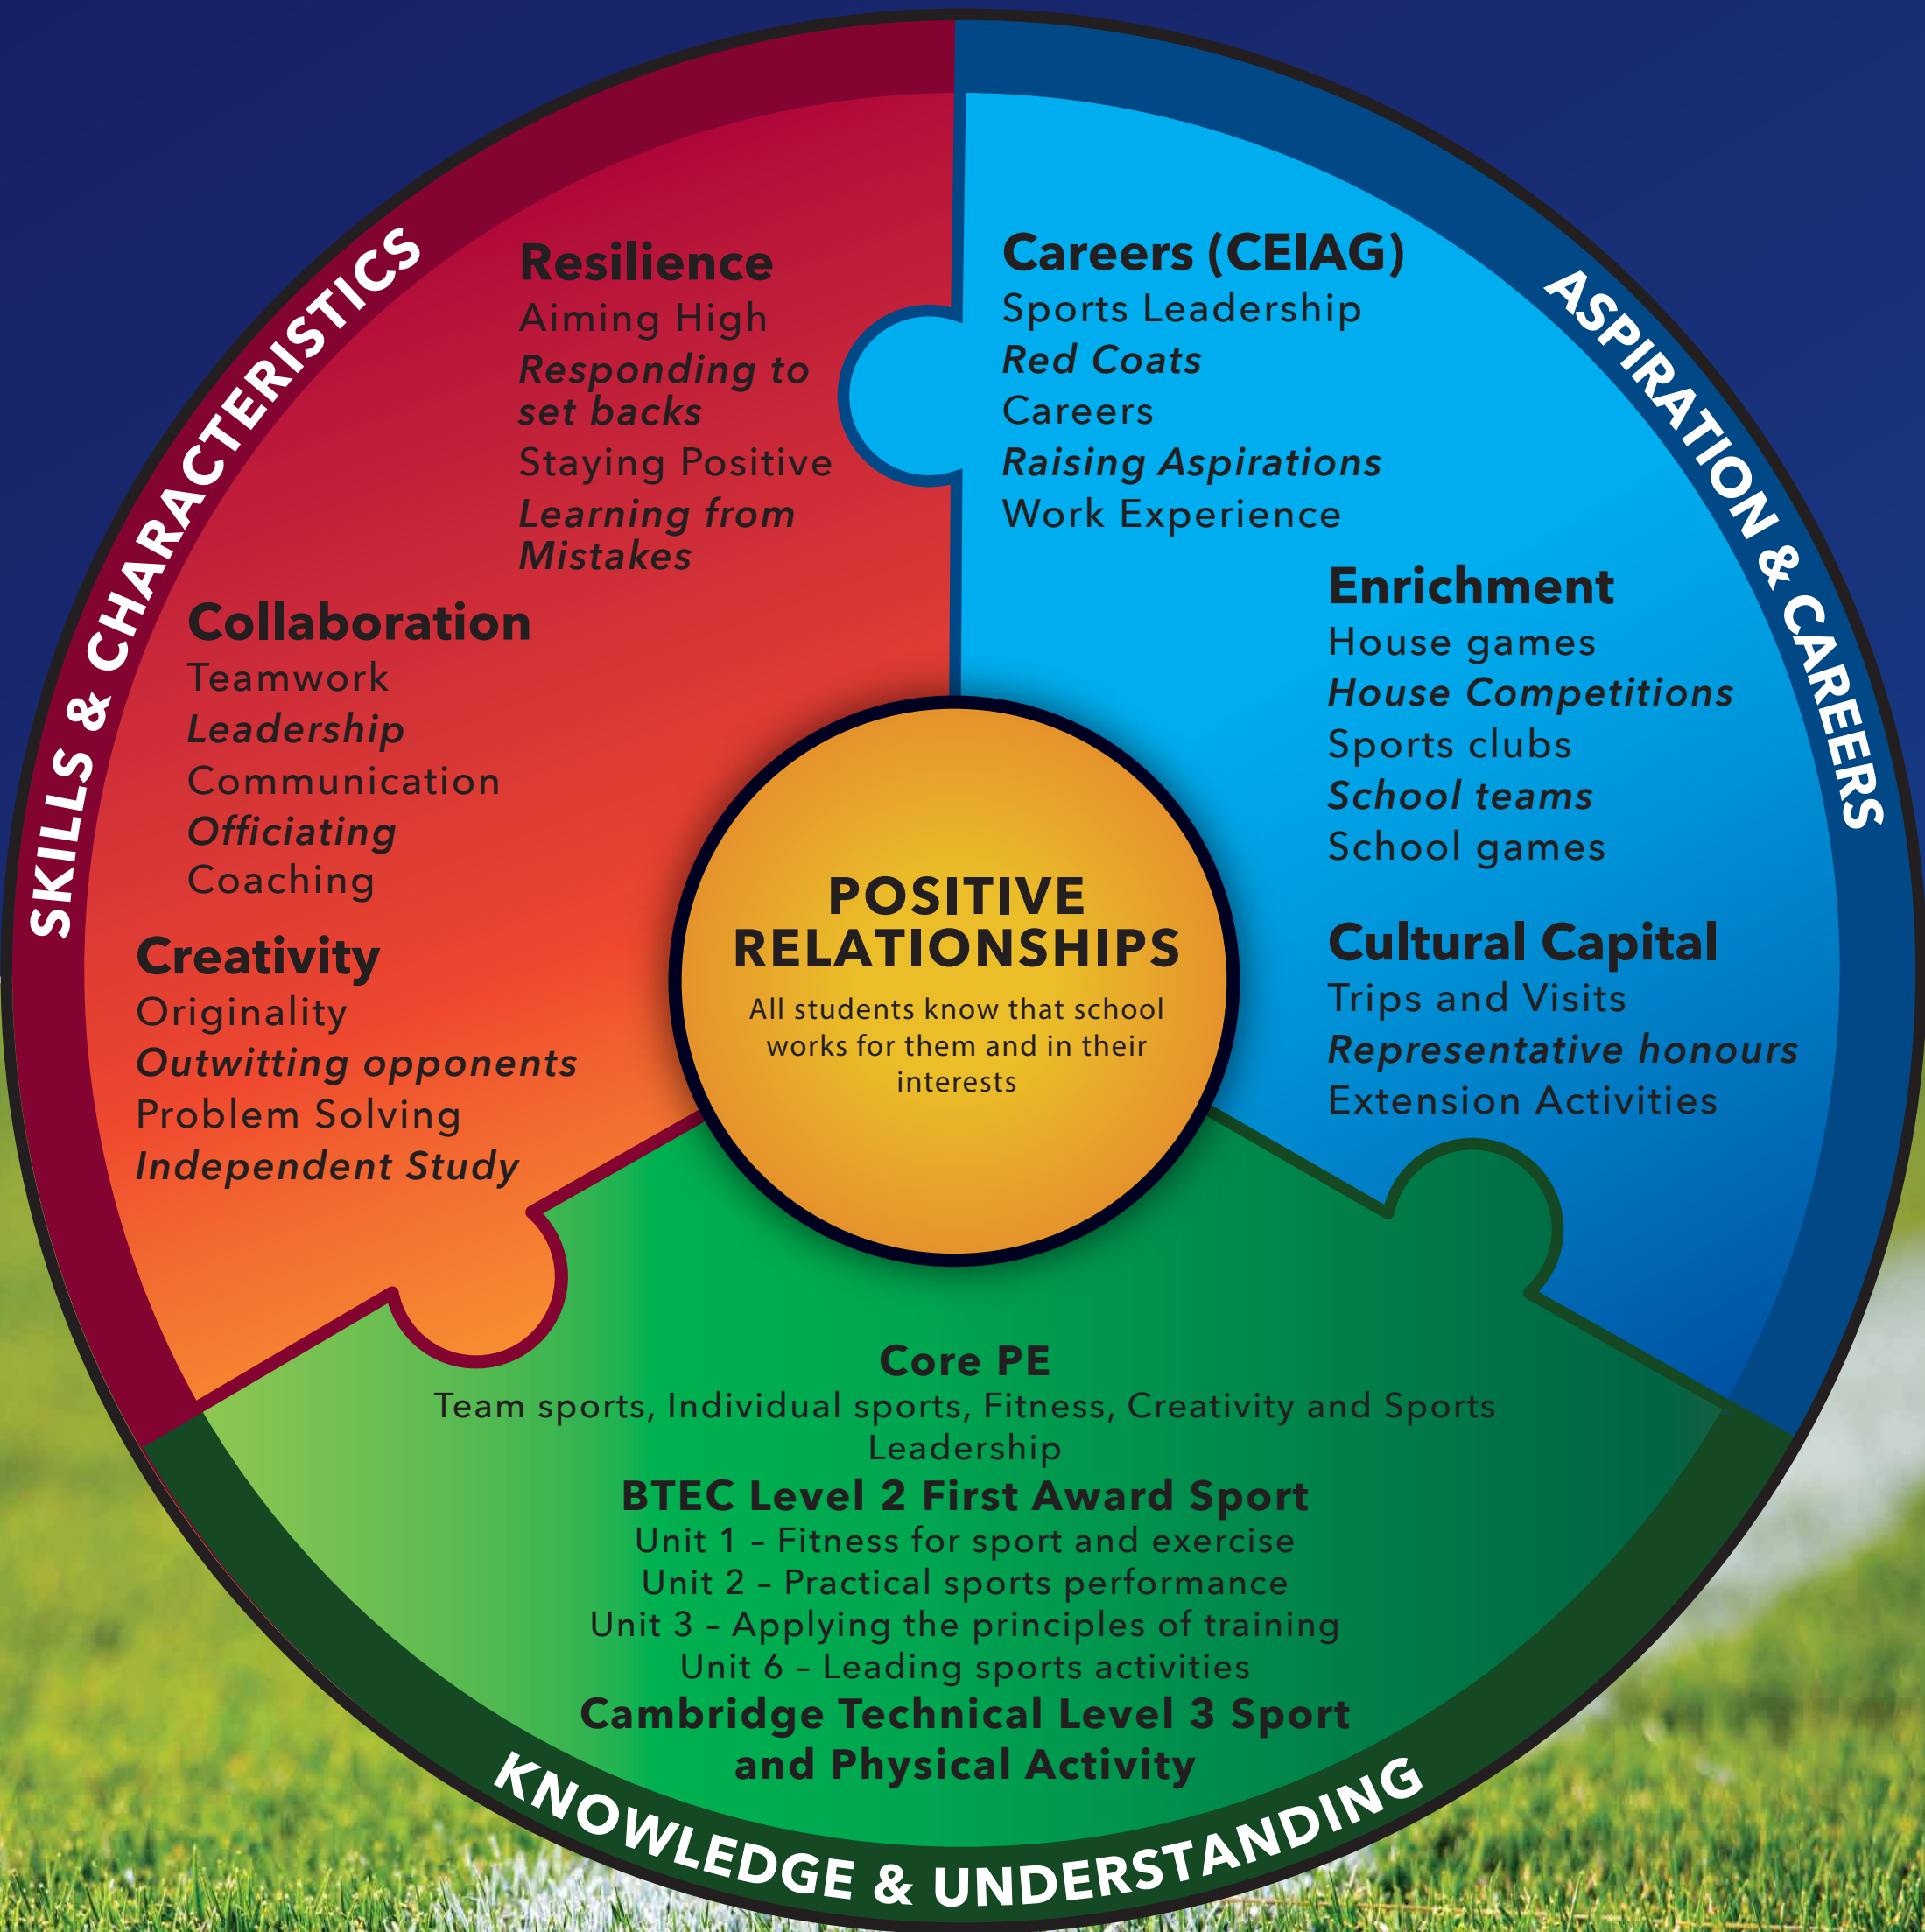 SKILLS & CHARACTERISTICS
Resilience
Aiming High
Responding to
set backs
Staying Positive
Learning from
Mistakes
Collaboration
Teamwork
Leadership
Communication
Officiating
Coaching
Creativity
Originality
Outwitting opponents
Problem Solving
Independent Study
ASPIRATION & CAREERS
Careers (CEIAG)
Sports Leadership
Red Coats
Careers
Raising Aspirations
Work Experience
Enrichment
House games
House Competitions
Sports clubs
School teams
School games
Cultural Capital
Trips and Visits
Representative honours
Extension Activities
POSITIVE
RELATIONSHIPS
All students know that school
works for them and in their
interests
Core PE
Team sports, Individual sports, Fitness, Creativity and Sports
Leadership
BTEC Level 2 First Award Sport
Unit 1 – Fitness for sport and exercise
Unit 2 – Practical sports performance
Unit 3 – Applying the principles of training
Unit 6 – Leading sports activities
Cambridge Technical Level 3 Sport
and Physical Activity
KNOWLEDGE & UNDERSTANDING